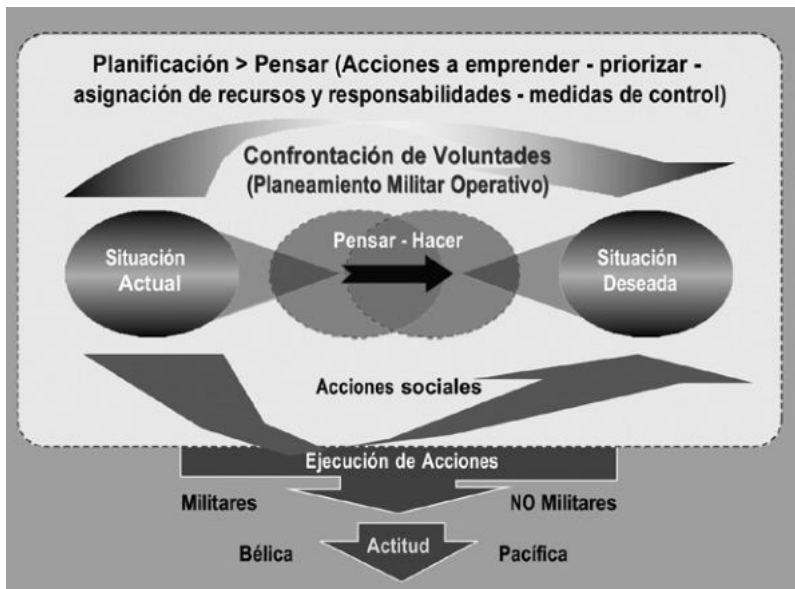 Planificación > Pensar (Acciones a emprender - priorizar -
asignación de recursos y responsabilidades - medidas de control)
Confrontación de Voluntades
(Planeamiento Militar Operativo)
Pensar - Hacer
Situación
Actual
Situación
Deseada
Acciones sociales
Ejecución de Acciones
Militares
NO Militares
Bélica
Actitud
Pacífica